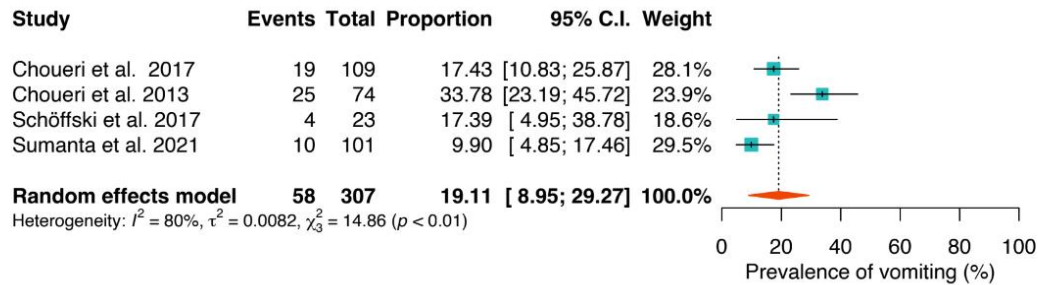 Study Events Total Proportion 95% C.I. Weight
Choueri et al. 2017 19 109 17.43 [10.83; 25.87] 28.1%
Choueri et al. 2013 25 74 33.78 [23.19; 45.72] 23.9%
Schöffski et al. 2017 4 23 17.39 [ 4.95; 38.78] 18.6%
Sumanta et al. 2021 10 101 9.90 [ 4.85; 17.46] 29.5%
Random effects model 58 307 19.11 [ 8.95; 29.27] 100.0%
Heterogeneity: I² = 80%, τ² = 0.0082, χ²₃ = 14.86 (p < 0.01)
0 20 40 60 80 100
Prevalence of vomiting (%)